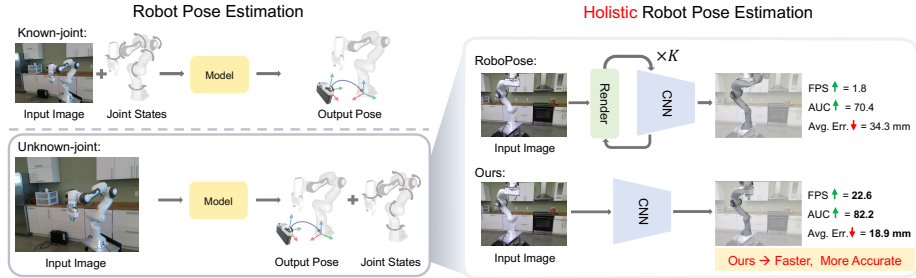 Robot Pose Estimation
Known-joint:
Model
Input Image
Joint States
Output Pose
Unknown-joint:
Model
Input Image
Output Pose
Joint States
Holistic Robot Pose Estimation
RoboPose:
×K
Render
CNN
Input Image
FPS ↑ = 1.8
AUC ↑ = 70.4
Avg. Err. ↓ = 34.3 mm
Ours:
CNN
Input Image
FPS ↑ = 22.6
AUC ↑ = 82.2
Avg. Err. ↓ = 18.9 mm
Ours → Faster, More Accurate